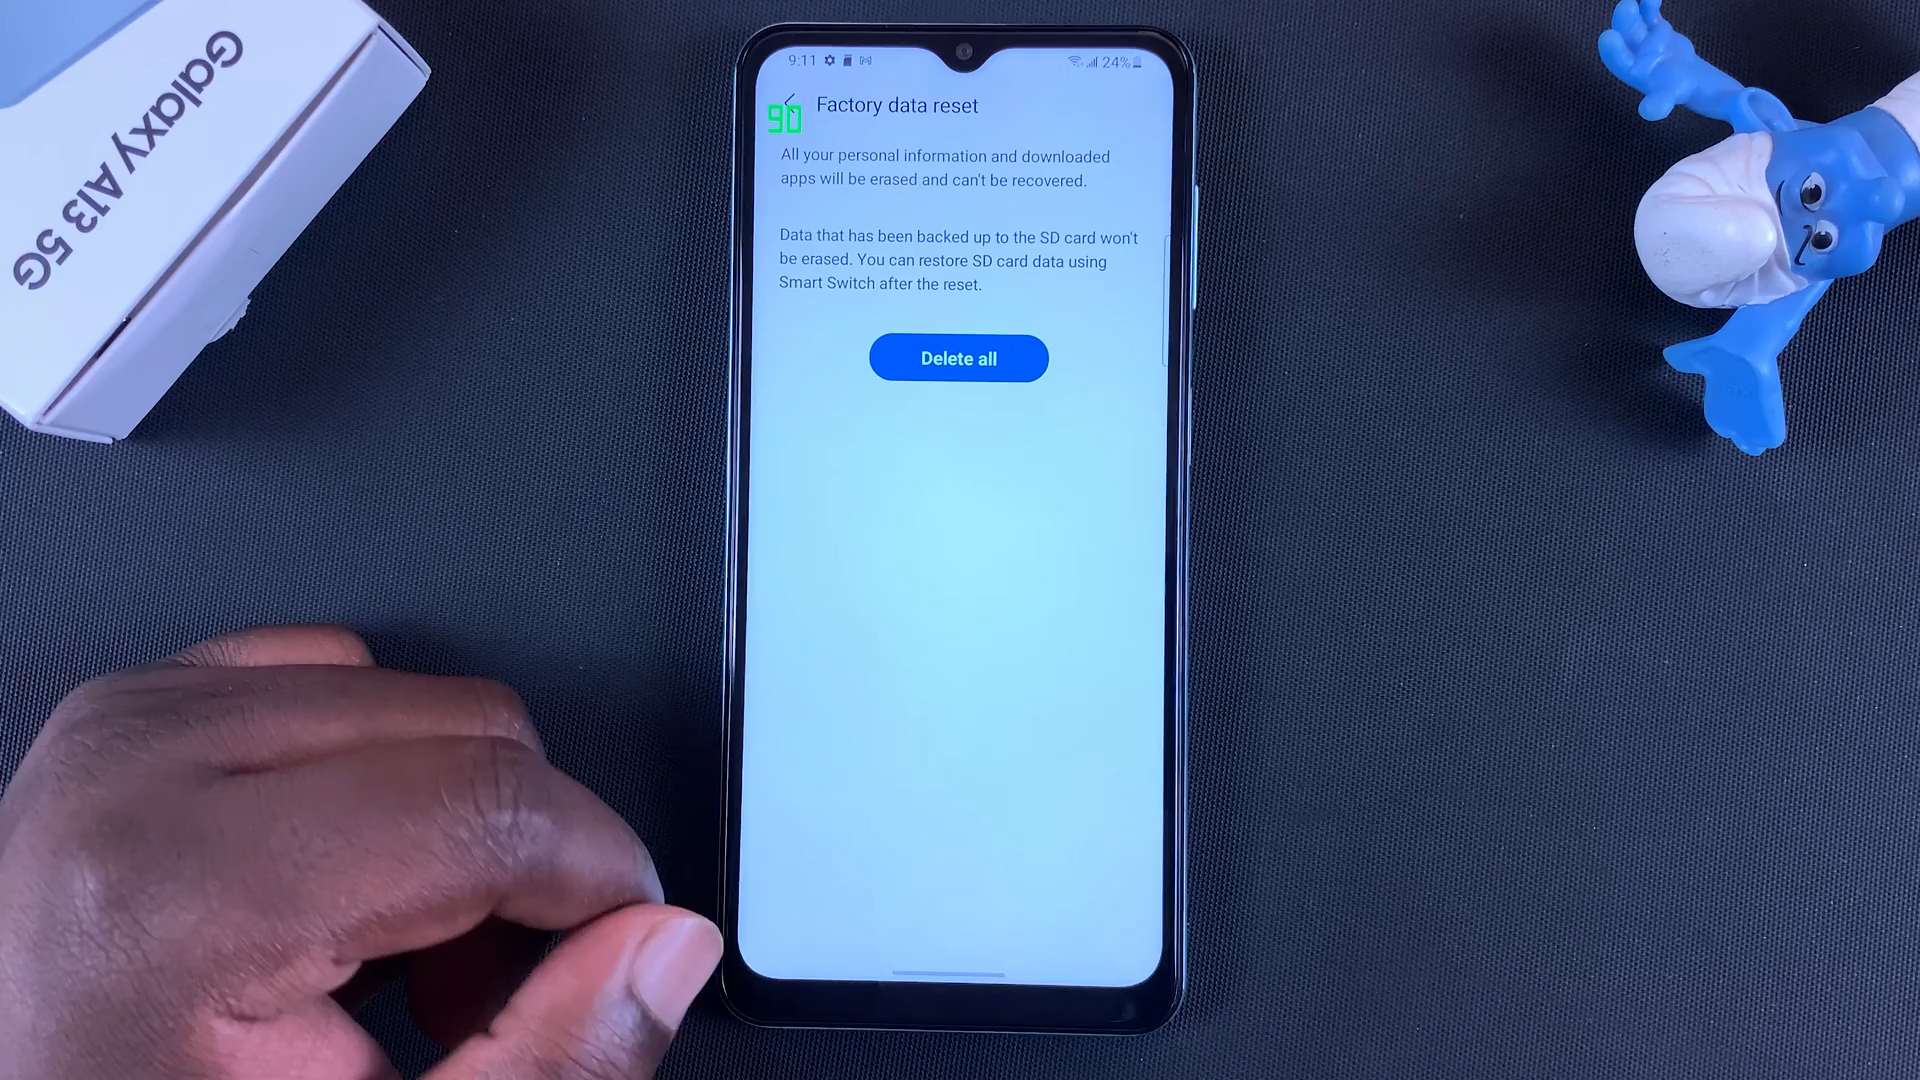 Galaxy A13 5G
9:11
24%
90
Factory data reset
All your personal information and downloaded
apps will be erased and can't be recovered.
Data that has been backed up to the SD card won't
be erased. You can restore SD card data using
Smart Switch after the reset.
Delete all